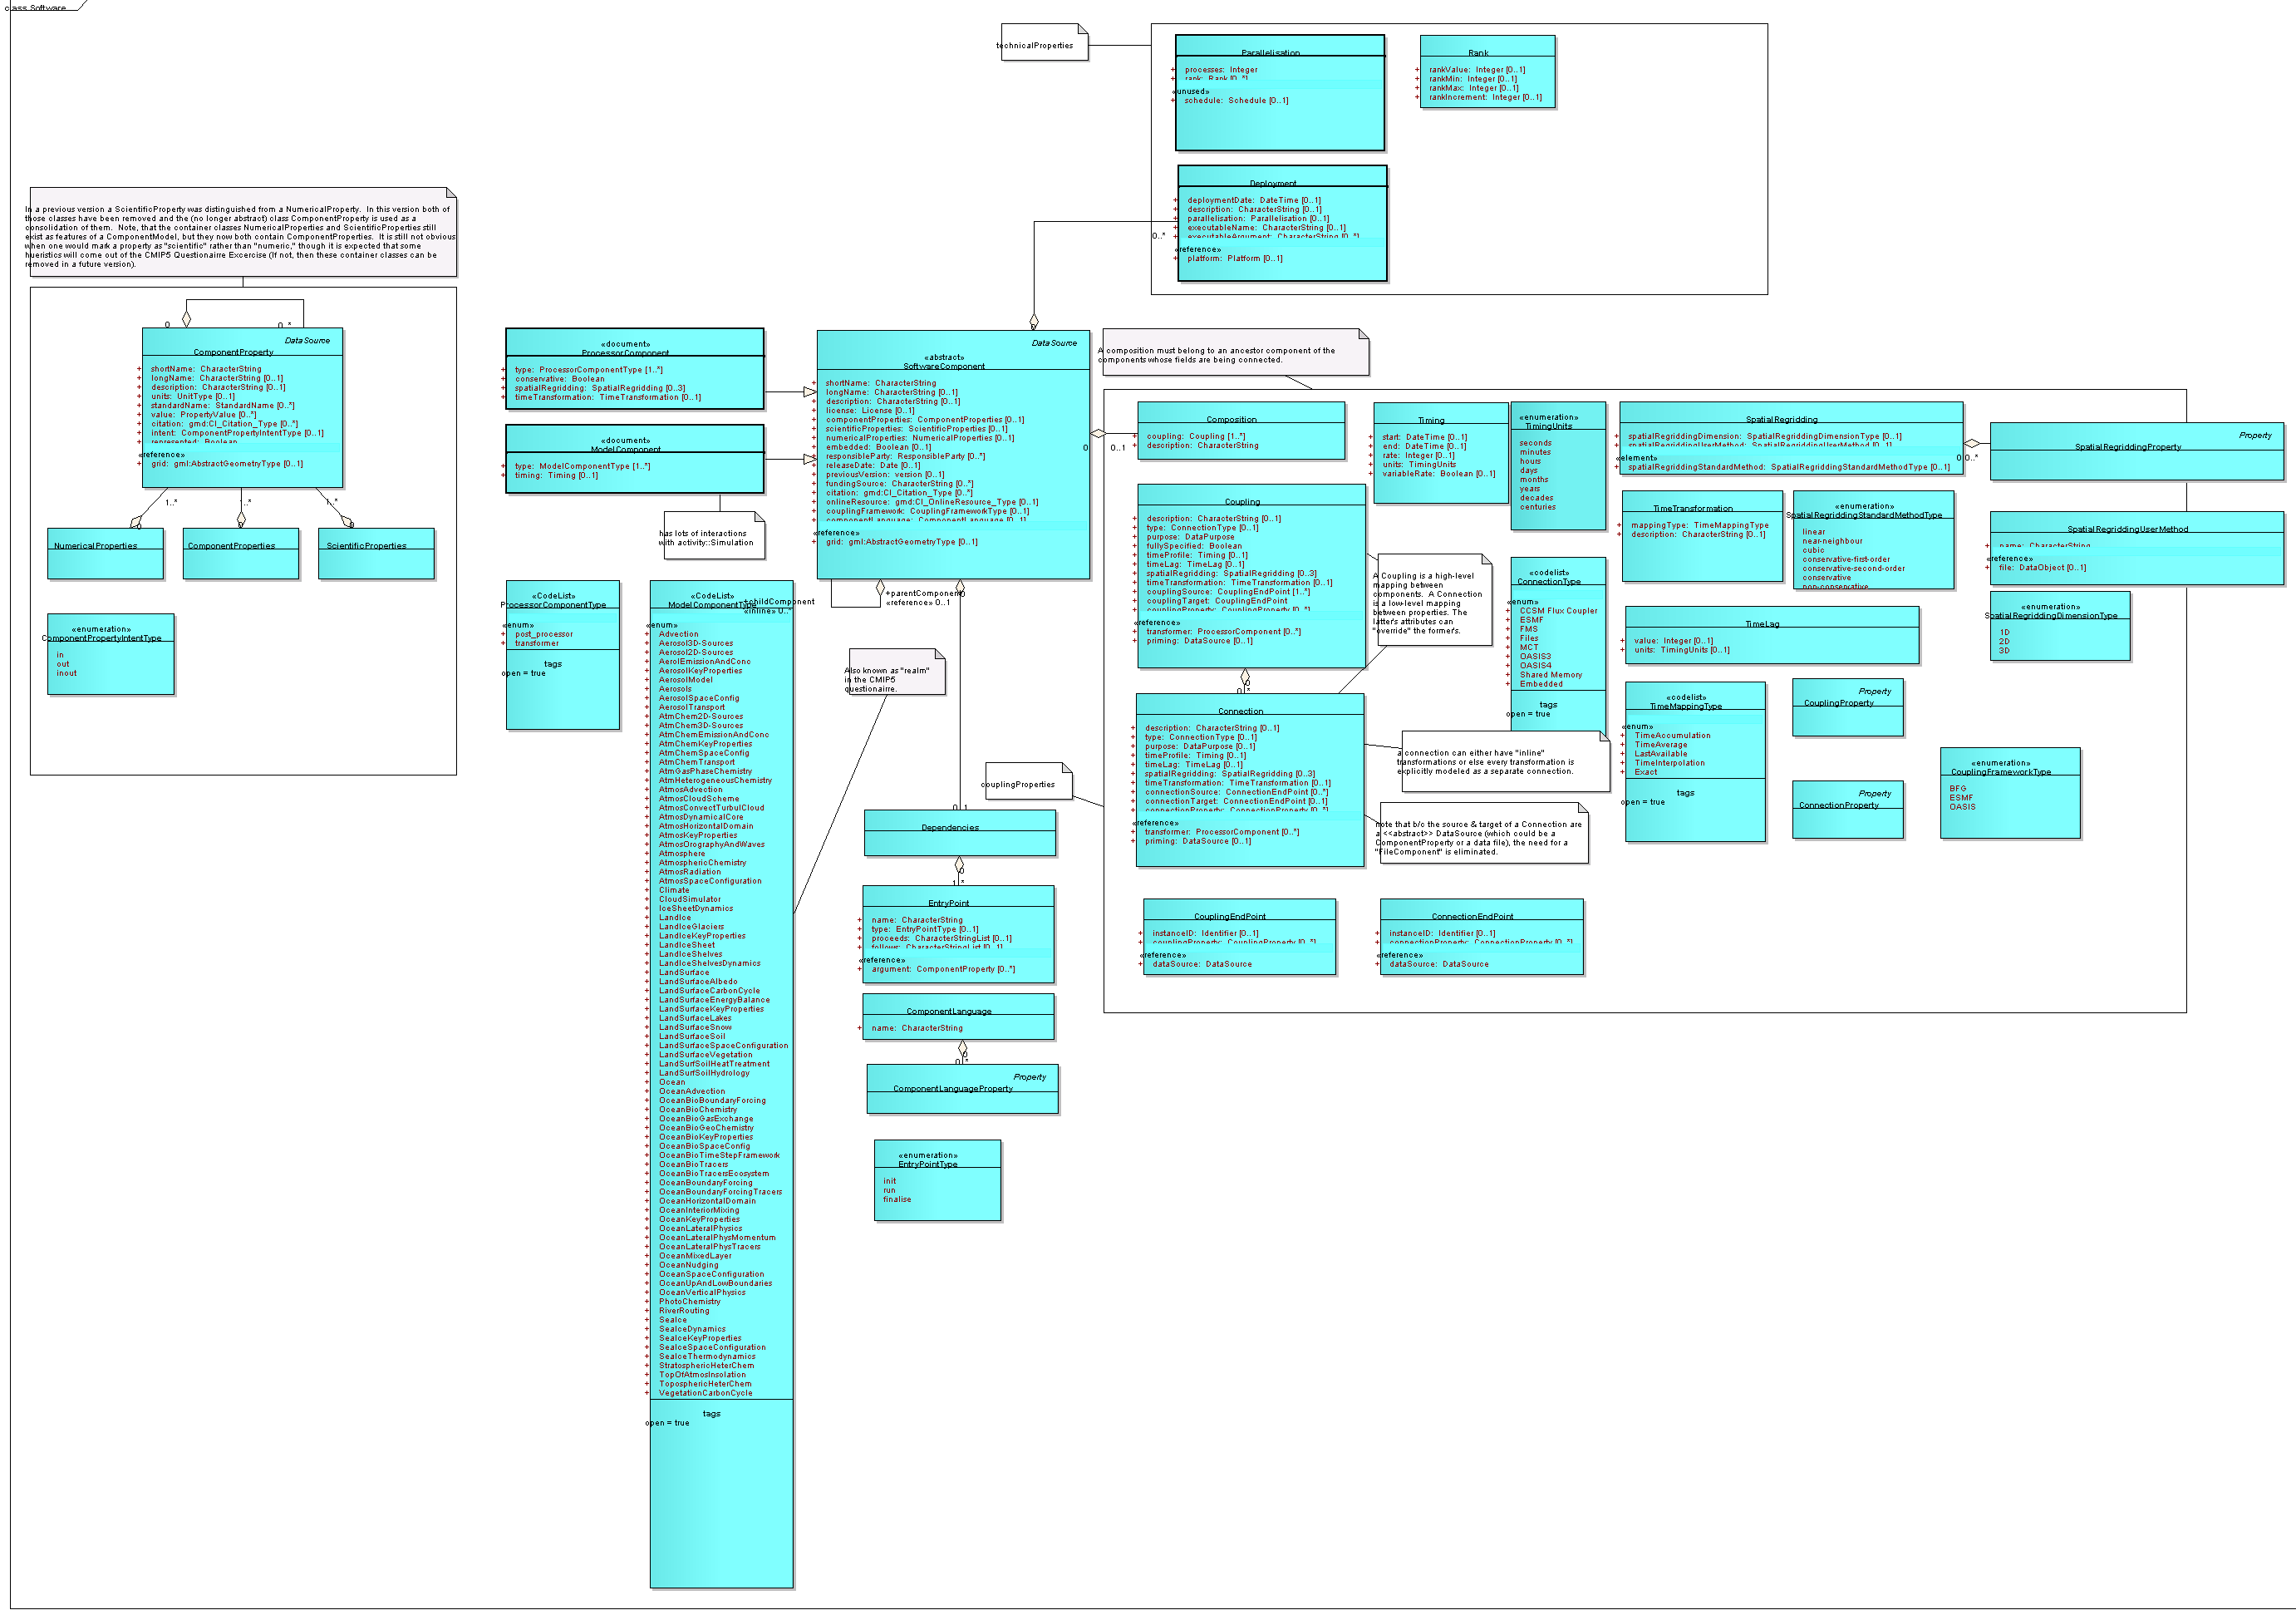 class Software
technicalProperties
Parallelisation
+ processes: Integer
+ rank: Rank [0..*]
«unused»
+ schedule: Schedule [0..1]
Rank
+ rankValue: Integer [0..1]
+ rankMin: Integer [0..1]
+ rankMax: Integer [0..1]
+ rankIncrement: Integer [0..1]
Deployment
+ deploymentDate: DateTime [0..1]
+ description: CharacterString [0..1]
+ parallelisation: Parallelisation [0..1]
+ executableName: CharacterString [0..1]
+ executableArgument: CharacterString [0..*]
«reference»
+ platform: Platform [0..1]
0..*
0
In a previous version a ScientificProperty was distinguished from a NumericalProperty. In this version both of
those classes have been removed and the (no longer abstract) class ComponentProperty is used as a
consolidation of them. Note, that the container classes NumericalProperties and ScientificProperties still
exist as features of a ComponentModel, but they now both contain ComponentProperties. It is still not obvious
when one would mark a property as "scientific" rather than "numeric," though it is expected that some
hueristics will come out of the CMIP5 Questionairre Excercise (If not, then these container classes can be
removed in a future version).
0
0..*
DataSource
ComponentProperty
+ shortName: CharacterString
+ longName: CharacterString [0..1]
+ description: CharacterString [0..1]
+ units: UnitType [0..1]
+ standardName: StandardName [0..*]
+ value: PropertyValue [0..*]
+ citation: gmd:CI_Citation_Type [0..*]
+ intent: ComponentPropertyIntentType [0..1]
+ represented: Boolean
«reference»
+ grid: gml:AbstractGeometryType [0..1]
1..*
1..*
1..*
0
0
0
NumericalProperties
ComponentProperties
ScientificProperties
«enumeration»
ComponentPropertyIntentType
in
out
inout
«document»
ProcessorComponent
+ type: ProcessorComponentType [1..*]
+ conservative: Boolean
+ spatialRegridding: SpatialRegridding [0..3]
+ timeTransformation: TimeTransformation [0..1]
«document»
ModelComponent
+ type: ModelComponentType [1..*]
+ timing: Timing [0..1]
has lots of interactions
with activity::Simulation
DataSource
«abstract»
SoftwareComponent
+ shortName: CharacterString
+ longName: CharacterString [0..1]
+ description: CharacterString [0..1]
+ license: License [0..1]
+ componentProperties: ComponentProperties [0..1]
+ scientificProperties: ScientificProperties [0..1]
+ numericalProperties: NumericalProperties [0..1]
+ embedded: Boolean [0..1]
+ responsibleParty: ResponsibleParty [0..*]
+ releaseDate: Date [0..1]
+ previousVersion: version [0..1]
+ fundingSource: CharacterString [0..*]
+ citation: gmd:CI_Citation_Type [0..*]
+ onlineResource: gmd:CI_OnlineResource_Type [0..1]
+ couplingFramework: CouplingFrameworkType [0..1]
+ componentLanguage: ComponentLanguage [0..1]
«reference»
+ grid: gml:AbstractGeometryType [0..1]
0
0..1
+parentComponent
«reference» 0..1
0
+childComponent
«inline» 0..*
«CodeList»
ProcessorComponentType
«enum»
+ post_processor
+ transformer
tags
open = true
«CodeList»
ModelComponentType
«enum»
+ Advection
+ Aerosol3D-Sources
+ Aerosol2D-Sources
+ AerolEmissionAndConc
+ AerosolKeyProperties
+ AerosolModel
+ Aerosols
+ AerosolSpaceConfig
+ AerosolTransport
+ AtmChem2D-Sources
+ AtmChem3D-Sources
+ AtmChemEmissionAndConc
+ AtmChemKeyProperties
+ AtmChemSpaceConfig
+ AtmChemTransport
+ AtmGasPhaseChemistry
+ AtmHeterogeneousChemistry
+ AtmosAdvection
+ AtmosCloudScheme
+ AtmosConvectTurbulCloud
+ AtmosDynamicalCore
+ AtmosHorizontalDomain
+ AtmosKeyProperties
+ AtmosOrographyAndWaves
+ Atmosphere
+ AtmosphericChemistry
+ AtmosRadiation
+ AtmosSpaceConfiguration
+ Climate
+ CloudSimulator
+ IceSheetDynamics
+ LandIce
+ LandIceGlaciers
+ LandIceKeyProperties
+ LandIceSheet
+ LandIceShelves
+ LandIceShelvesDynamics
+ LandSurface
+ LandSurfaceAlbedo
+ LandSurfaceCarbonCycle
+ LandSurfaceEnergyBalance
+ LandSurfaceKeyProperties
+ LandSurfaceLakes
+ LandSurfaceSnow
+ LandSurfaceSoil
+ LandSurfaceSpaceConfiguration
+ LandSurfaceVegetation
+ LandSurfSoilHeatTreatment
+ LandSurfSoilHydrology
+ Ocean
+ OceanAdvection
+ OceanBioBoundaryForcing
+ OceanBioChemistry
+ OceanBioGasExchange
+ OceanBioGeoChemistry
+ OceanBioKeyProperties
+ OceanBioSpaceConfig
+ OceanBioTimeStepFramework
+ OceanBioTracers
+ OceanBioTracersEcosystem
+ OceanBoundaryForcing
+ OceanBoundaryForcingTracers
+ OceanHorizontalDomain
+ OceanInteriorMixing
+ OceanKeyProperties
+ OceanLateralPhysics
+ OceanLateralPhysMomentum
+ OceanLateralPhysTracers
+ OceanMixedLayer
+ OceanNudging
+ OceanSpaceConfiguration
+ OceanUpAndLowBoundaries
+ OceanVerticalPhysics
+ PhotoChemistry
+ RiverRouting
+ SeaIce
+ SeaIceDynamics
+ SeaIceKeyProperties
+ SeaIceSpaceConfiguration
+ SeaIceThermodynamics
+ StratosphericHeterChem
+ TopOfAtmosInsolation
+ ToposphericHeterChem
+ VegetationCarbonCycle
tags
open = true
Also known as "realm"
in the CMIP5
questionairre.
0..1
Dependencies
0
1..*
EntryPoint
+ name: CharacterString
+ type: EntryPointType [0..1]
+ proceeds: CharacterStringList [0..1]
+ follows: CharacterStringList [0..1]
«reference»
+ argument: ComponentProperty [0..*]
ComponentLanguage
+ name: CharacterString
0
0..*
Property
ComponentLanguageProperty
«enumeration»
EntryPointType
init
run
finalise
A composition must belong to an ancestor component of the
components whose fields are being connected.
couplingProperties
Composition
+ coupling: Coupling [1..*]
+ description: CharacterString
Timing
+ start: DateTime [0..1]
+ end: DateTime [0..1]
+ rate: Integer [0..1]
+ units: TimingUnits
+ variableRate: Boolean [0..1]
«enumeration»
TimingUnits
seconds
minutes
hours
days
months
years
decades
centuries
SpatialRegridding
+ spatialRegriddingDimension: SpatialRegriddingDimensionType [0..1]
+ spatialRegriddingUserMethod: SpatialRegriddingUserMethod [0..1]
«element»
+ spatialRegriddingStandardMethod: SpatialRegriddingStandardMethodType [0..1]
0
0..*
Property
SpatialRegriddingProperty
Coupling
+ description: CharacterString [0..1]
+ type: ConnectionType [0..1]
+ purpose: DataPurpose
+ fullySpecified: Boolean
+ timeProfile: Timing [0..1]
+ timeLag: TimeLag [0..1]
+ spatialRegridding: SpatialRegridding [0..3]
+ timeTransformation: TimeTransformation [0..1]
+ couplingSource: CouplingEndPoint [1..*]
+ couplingTarget: CouplingEndPoint
+ couplingProperty: CouplingProperty [0..*]
«reference»
+ transformer: ProcessorComponent [0..*]
+ priming: DataSource [0..1]
A Coupling is a high-level
mapping between
components. A Connection
is a low-level mapping
between properties. The
latter's attributes can
"override" the former's.
«codelist»
ConnectionType
«enum»
+ CCSM Flux Coupler
+ ESMF
+ FMS
+ Files
+ MCT
+ OASIS3
+ OASIS4
+ Shared Memory
+ Embedded
tags
open = true
TimeTransformation
+ mappingType: TimeMappingType
+ description: CharacterString [0..1]
«enumeration»
SpatialRegriddingStandardMethodType
linear
near-neighbour
cubic
conservative-first-order
conservative-second-order
conservative
non-conservative
SpatialRegriddingUserMethod
+ name: CharacterString
«reference»
+ file: DataObject [0..1]
«enumeration»
SpatialRegriddingDimensionType
1D
2D
3D
TimeLag
+ value: Integer [0..1]
+ units: TimingUnits [0..1]
0
0..*
Connection
+ description: CharacterString [0..1]
+ type: ConnectionType [0..1]
+ purpose: DataPurpose [0..1]
+ timeProfile: Timing [0..1]
+ timeLag: TimeLag [0..1]
+ spatialRegridding: SpatialRegridding [0..3]
+ timeTransformation: TimeTransformation [0..1]
+ connectionSource: ConnectionEndPoint [0..*]
+ connectionTarget: ConnectionEndPoint [0..1]
+ connectionProperty: ConnectionProperty [0..*]
«reference»
+ transformer: ProcessorComponent [0..*]
+ priming: DataSource [0..1]
a connection can either have "inline"
transformations or else every transformation is
explicitly modeled as a separate connection.
note that b/c the source & target of a Connection are
a <<abstract>> DataSource (which could be a
ComponentProperty or a data file), the need for a
"FileComponent" is eliminated.
«codelist»
TimeMappingType
«enum»
+ TimeAccumulation
+ TimeAverage
+ LastAvailable
+ TimeInterpolation
+ Exact
tags
open = true
Property
CouplingProperty
Property
ConnectionProperty
«enumeration»
CouplingFrameworkType
BFG
ESMF
OASIS
CouplingEndPoint
+ instanceID: Identifier [0..1]
+ couplingProperty: CouplingProperty [0..*]
«reference»
+ dataSource: DataSource
ConnectionEndPoint
+ instanceID: Identifier [0..1]
+ connectionProperty: ConnectionProperty [0..*]
«reference»
+ dataSource: DataSource